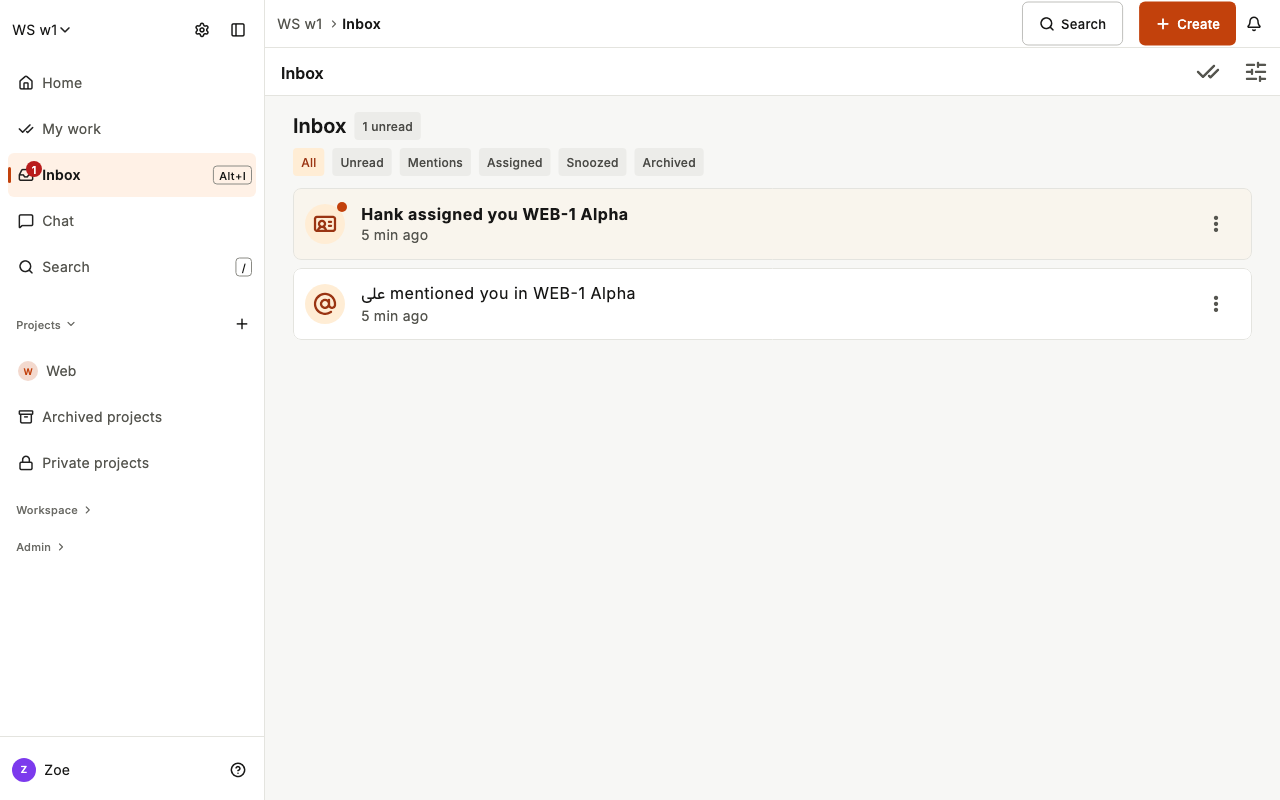 WS w1
Home
My work
1
Inbox
Alt+I
Chat
Search
/
Projects
W
Web
Archived projects
Private projects
Workspace
Admin
Z
Zoe
WS w1 > Inbox
Search
Create
Inbox
Inbox
1 unread
All
Unread
Mentions
Assigned
Snoozed
Archived
Hank assigned you WEB-1 Alpha
5 min ago
علی mentioned you in WEB-1 Alpha
5 min ago